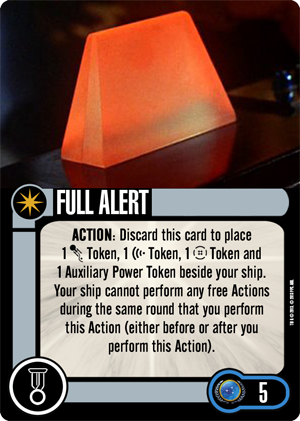 FULL ALERT
ACTION: Discard this card to place
1 Token, 1 Token, 1 Token and
1 Auxiliary Power Token beside your ship.
Your ship cannot perform any free Actions
during the same round that you perform
this Action (either before or after you
perform this Action).
5